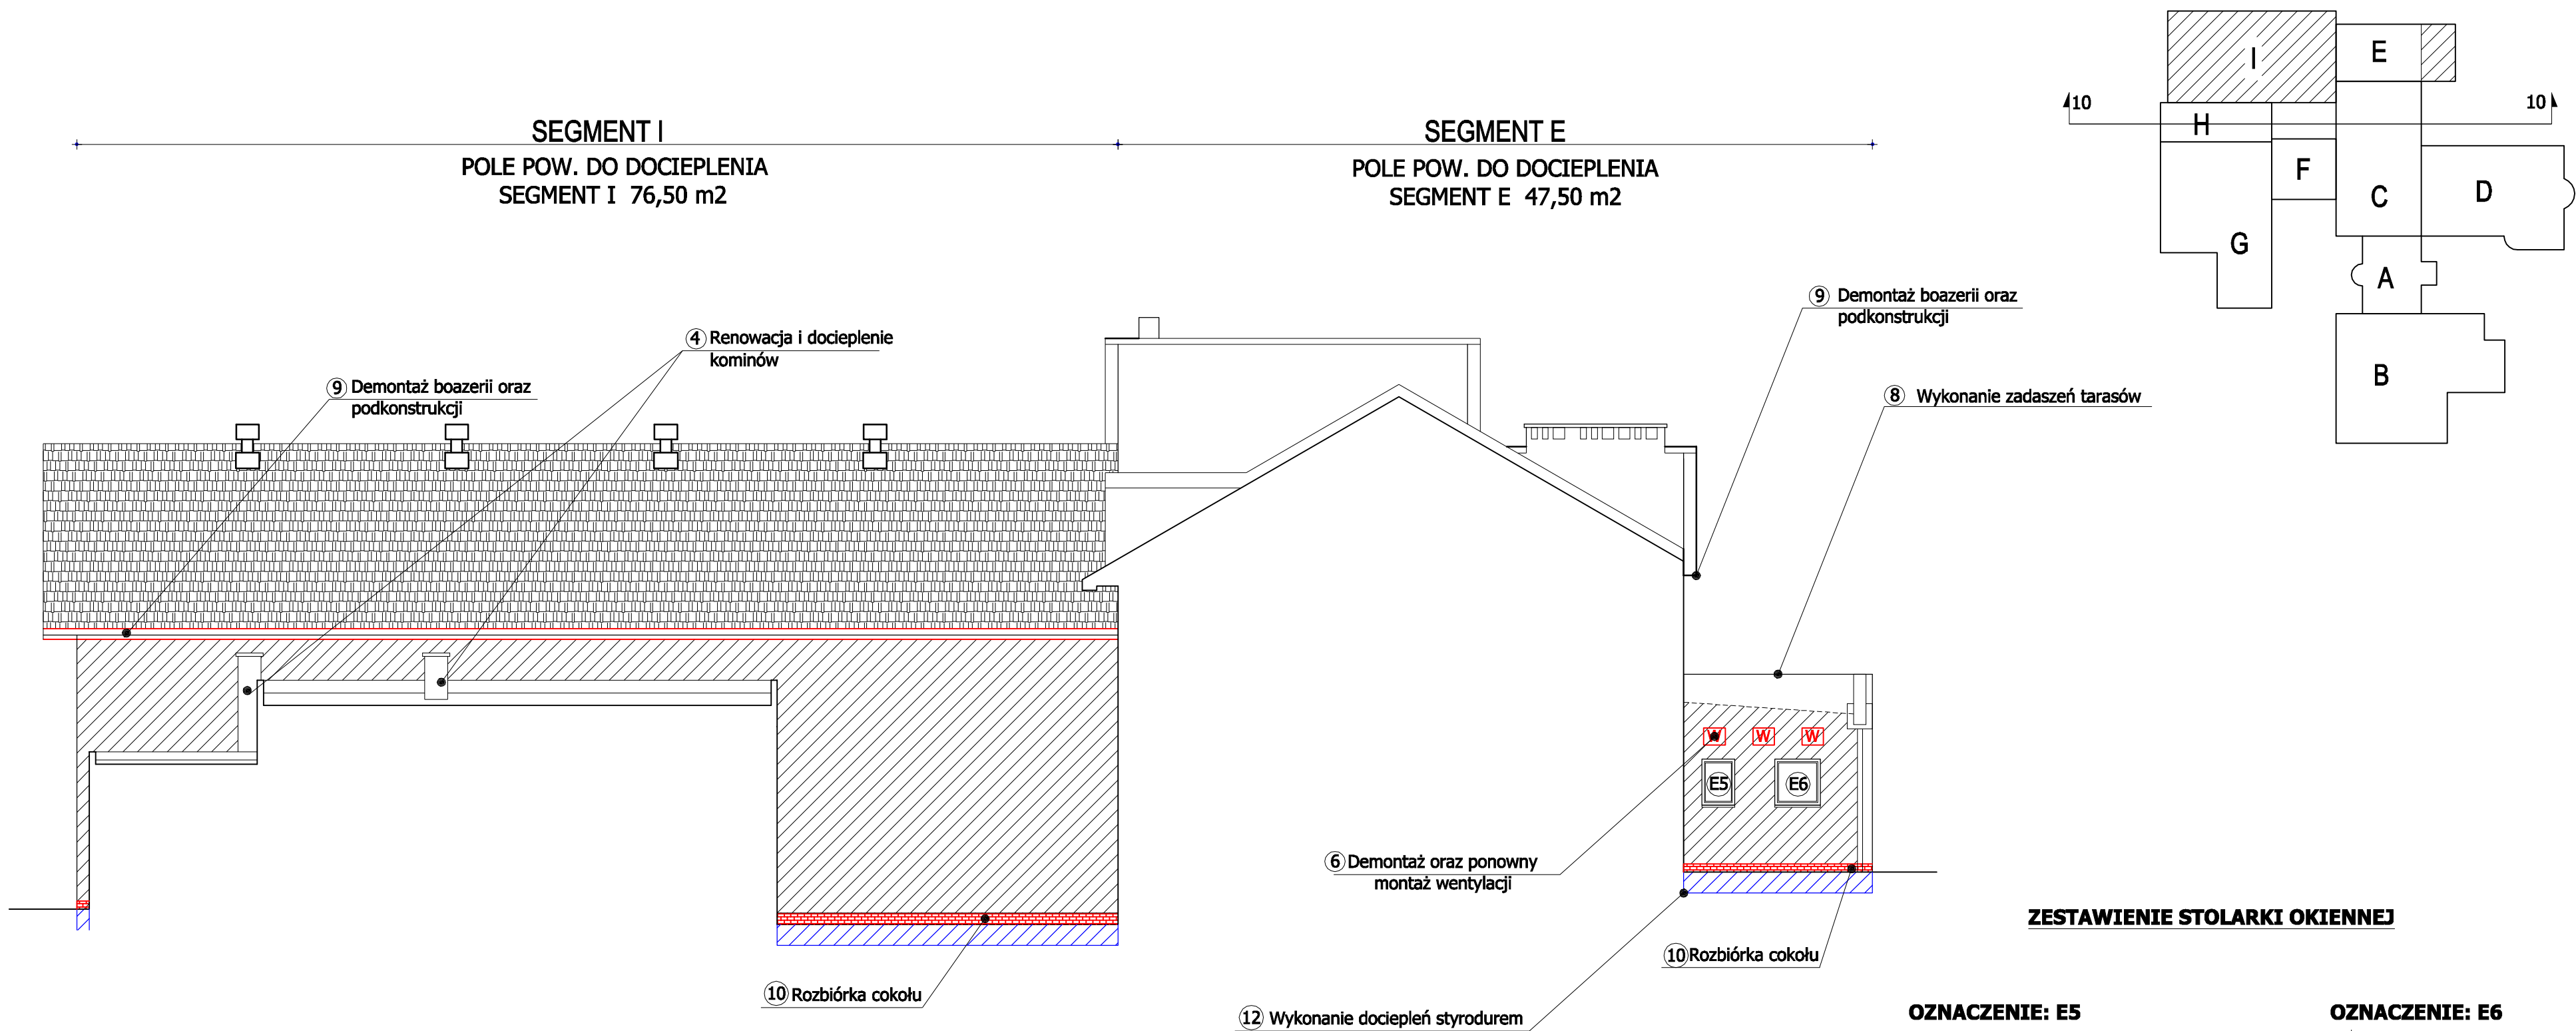 SEGMENT I
POLE POW. DO DOCIEPLENIA
SEGMENT I 76,50 m2
SEGMENT E
POLE POW. DO DOCIEPLENIA
SEGMENT E 47,50 m2
I
E
10
10
H
F
C
D
G
A
B
9 Demontaż boazerii oraz
podkonstrukcji
4 Renowacja i docieplenie
kominów
9 Demontaż boazerii oraz
podkonstrukcji
8 Wykonanie zadaszeń tarasów
W W W
E5 E6
6 Demontaż oraz ponowny
montaż wentylacji
10 Rozbiórka cokołu
10 Rozbiórka cokołu
12 Wykonanie dociepleń styrodurem
ZESTAWIENIE STOLARKI OKIENNEJ
OZNACZENIE: E5
OZNACZENIE: E6